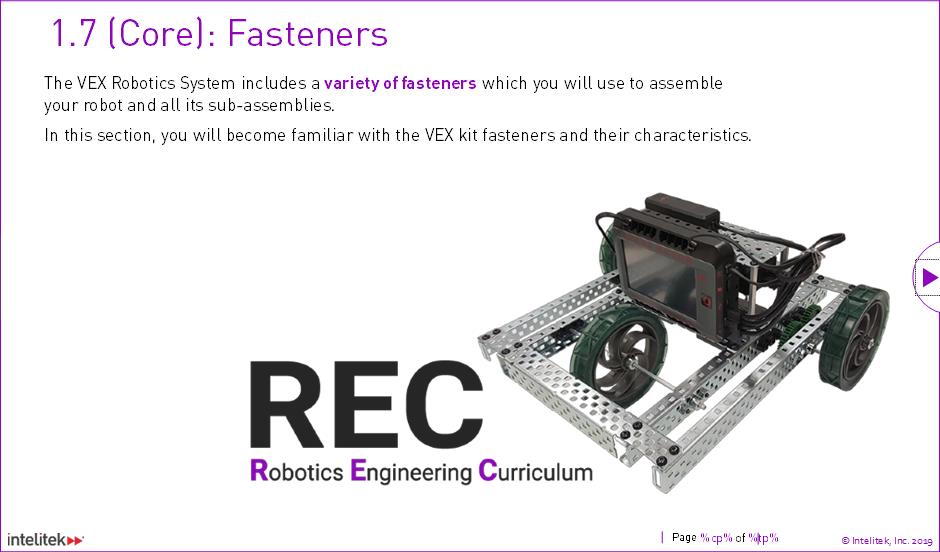 1.7 (Core): Fasteners
The VEX Robotics System includes a variety of fasteners which you will use to assemble
your robot and all its sub-assemblies.
In this section, you will become familiar with the VEX kit fasteners and their characteristics.
REC
Robotics Engineering Curriculum
intelitek
Page %cp% of %tp%
© Intelitek, Inc. 2019